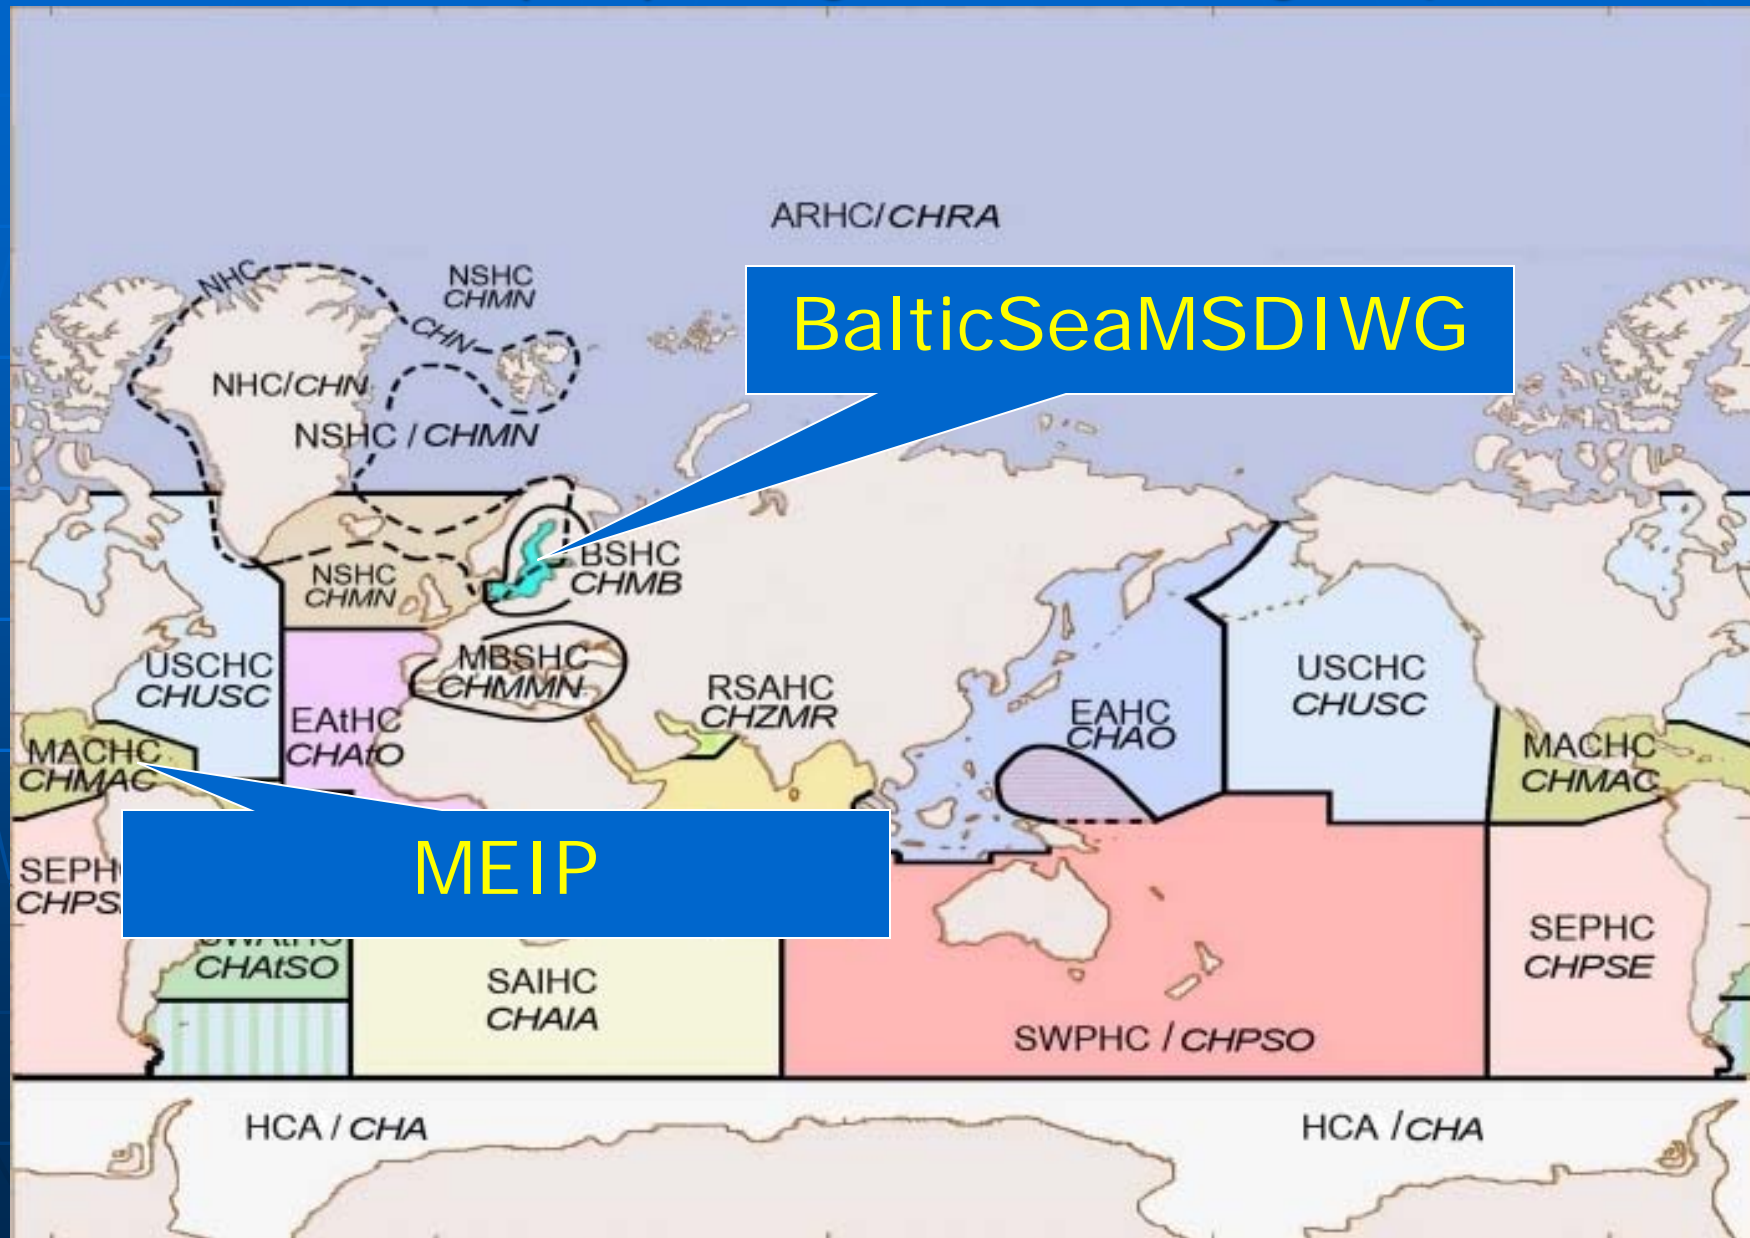 ARHC/CHRA
NHC
NSHC
CHMN
CHN
BalticSeaMSDIWG
NHC/CHN
NSHC / CHMN
BSHC
CHMB
NSHC
CHMN
USCHC
CHUSC
MBSHC
CHMMN
RSAHC
CHZMR
EAtHC
CHAtO
EAHC
CHAO
USCHC
CHUSC
MACHC
CHMAC
MACHC
CHMAC
MEIP
SEPH
CHPS
CHAtSO
SAIHC
CHAIA
SWPHC / CHPSO
SEPHC
CHPSE
HCA / CHA
HCA / CHA